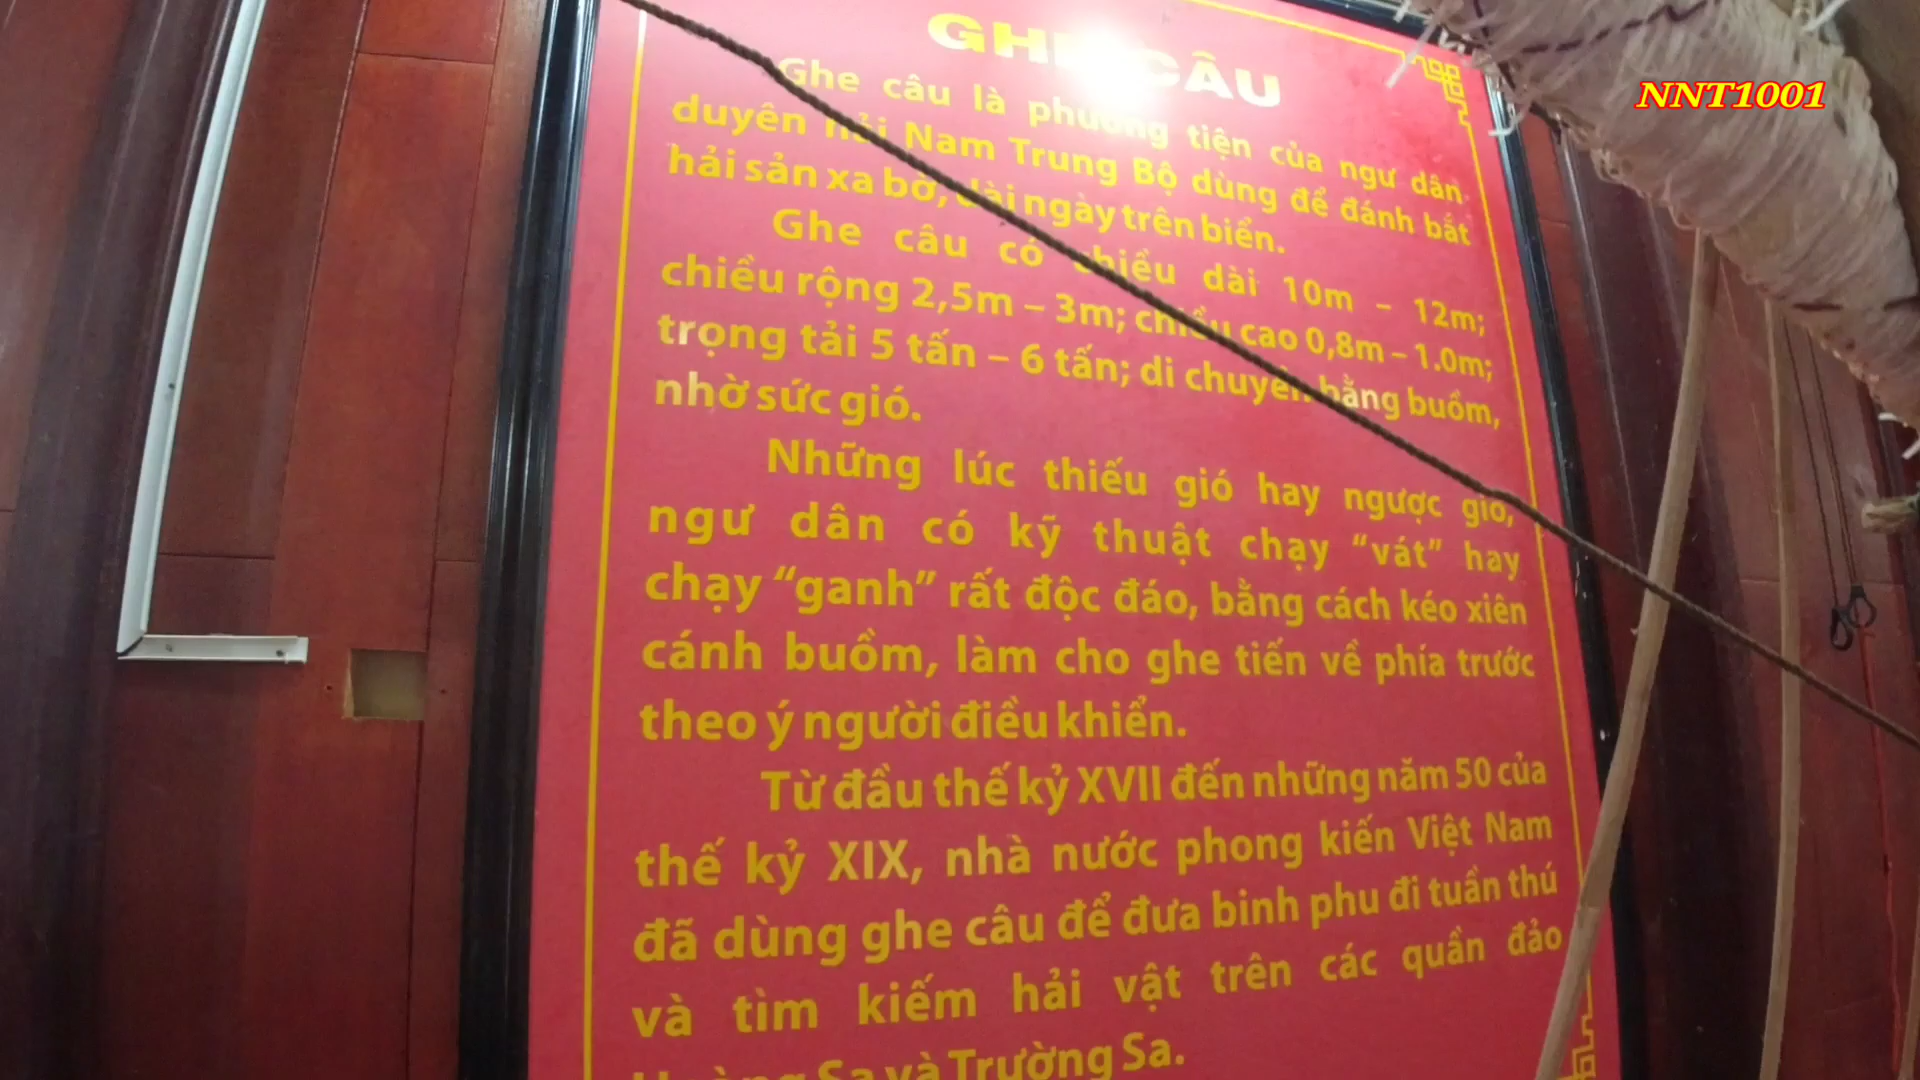 GHE CÂU
NNT1001
Ghe câu là phương tiện của ngư dân
duyên hải Nam Trung Bộ dùng để đánh bắt
hải sản xa bờ, dài ngày trên biển.
Ghe câu có chiều dài 10m – 12m;
chiều rộng 2,5m – 3m; chiều cao 0,8m – 1.0m;
trọng tải 5 tấn – 6 tấn; di chuyển bằng buồm,
nhờ sức gió.
Những lúc thiếu gió hay ngược gió,
ngư dân có kỹ thuật chạy “vát” hay
chạy “ganh” rất độc đáo, bằng cách kéo xiên
cánh buồm, làm cho ghe tiến về phía trước
theo ý người điều khiển.
Từ đầu thế kỷ XVII đến những năm 50 của
thế kỷ XIX, nhà nước phong kiến Việt Nam
đã dùng ghe câu để đưa binh phu đi tuần thú
và tìm kiếm hải vật trên các quần đảo
Hoàng Sa và Trường Sa.